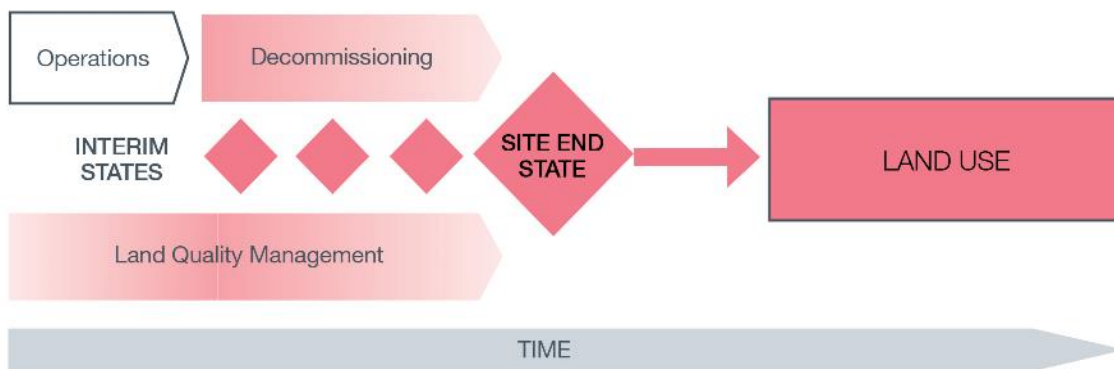 Operations
Decommissioning
INTERIM
STATES
SITE END
STATE
LAND USE
Land Quality Management
TIME